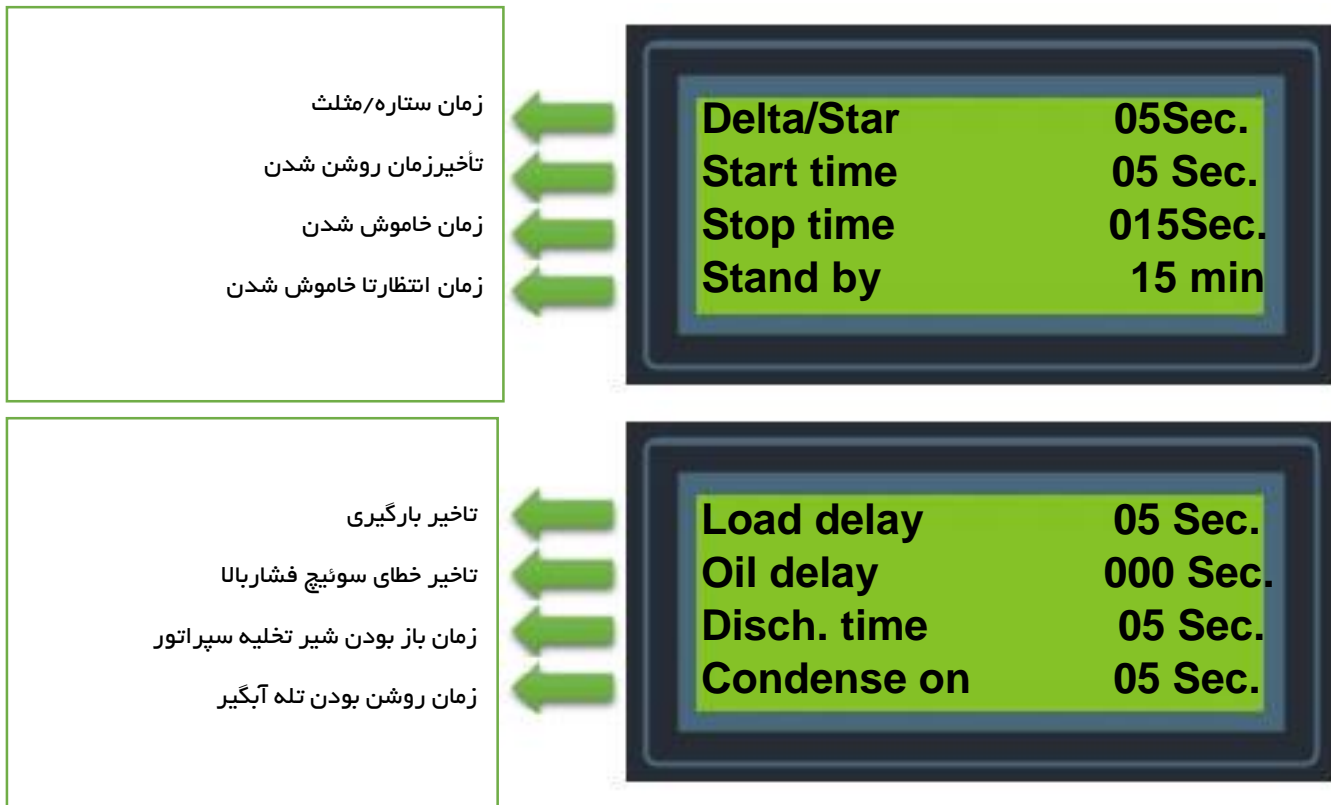 زمان ستاره/مثلث
Delta/Star 05Sec.
تأخیرزمان روشن شدن
Start time 05 Sec.
زمان خاموش شدن
Stop time 015Sec.
زمان انتظارتا خاموش شدن
Stand by 15 min
تاخیر بارگیری
Load delay 05 Sec.
تاخیر خطای سوئیچ فشاربالا
Oil delay 000 Sec.
زمان باز بودن شیر تخلیه سپراتور
Disch. time 05 Sec.
زمان روشن بودن تله آبگیر
Condense on 05 Sec.